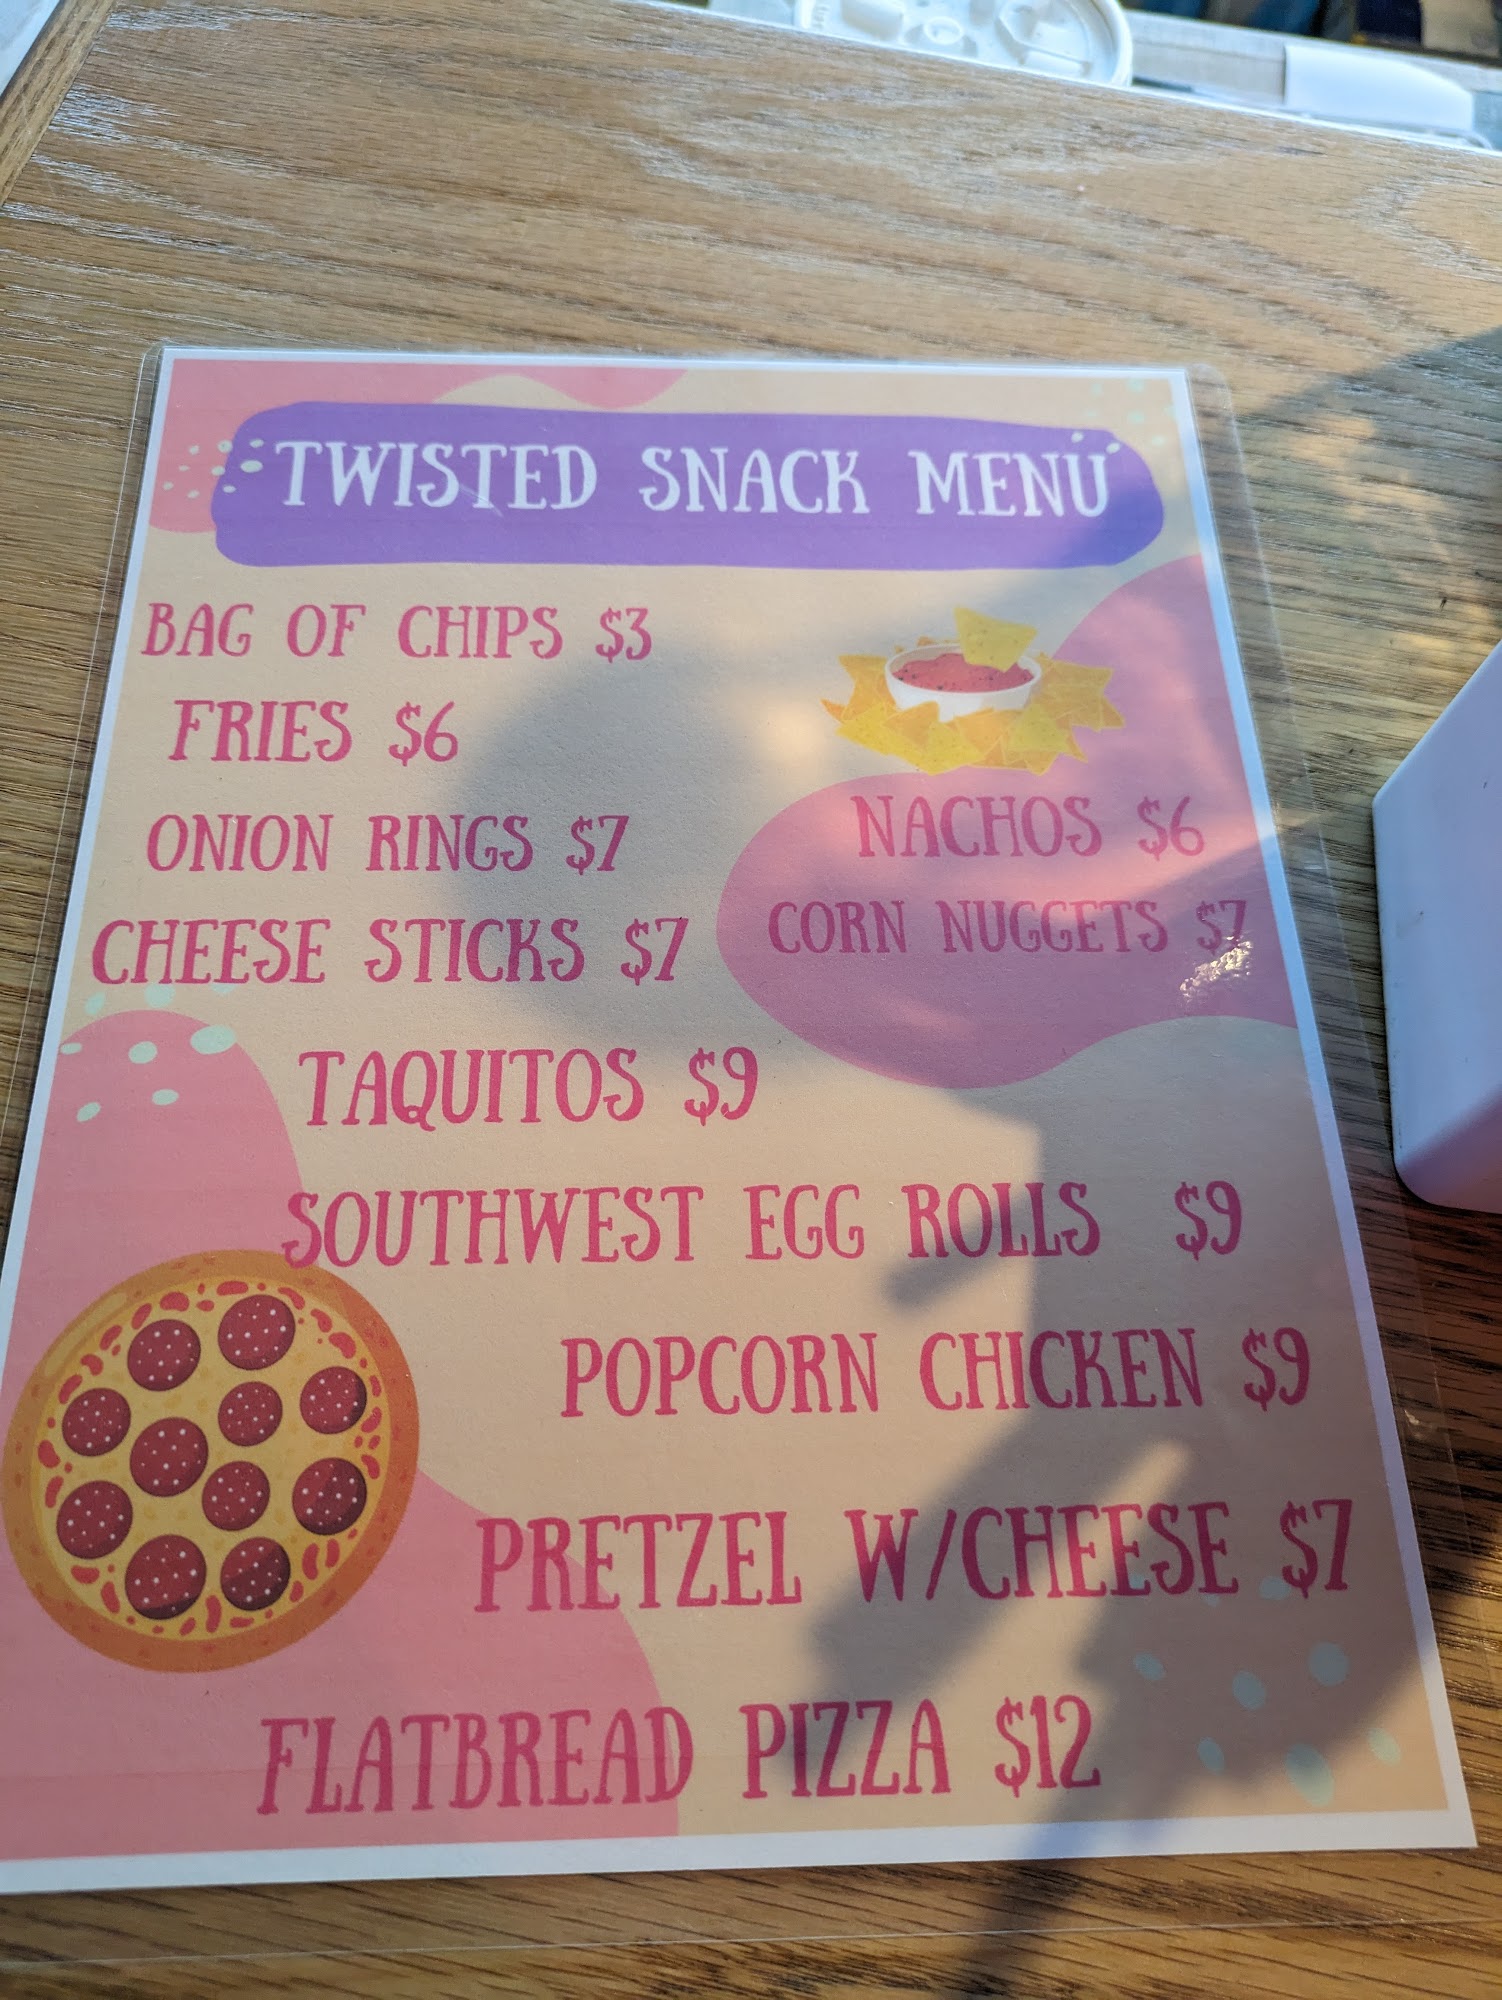 TWISTED SNACK MENU
BAG OF CHIPS $3
FRIES $6
ONION RINGS $7
CHEESE STICKS $7
NACHOS $6
CORN NUGGETS $7
TAQUITOS $9
SOUTHWEST EGG ROLLS $9
POPCORN CHICKEN $9
PRETZEL W/CHEESE $7
FLATBREAD PIZZA $12